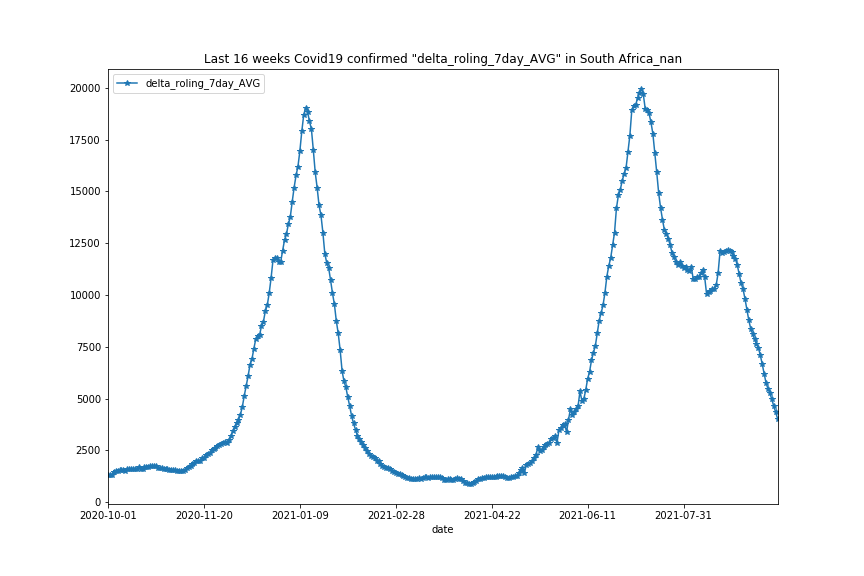 Last 16 weeks Covid19 confirmed "delta_roling_7day_AVG" in South Africa_nan
delta_roling_7day_AVG
20000
17500
15000
12500
10000
7500
5000
2500
0
2020-10-01 2020-11-20 2021-01-09 2021-02-28 2021-04-22 2021-06-11 2021-07-31
date